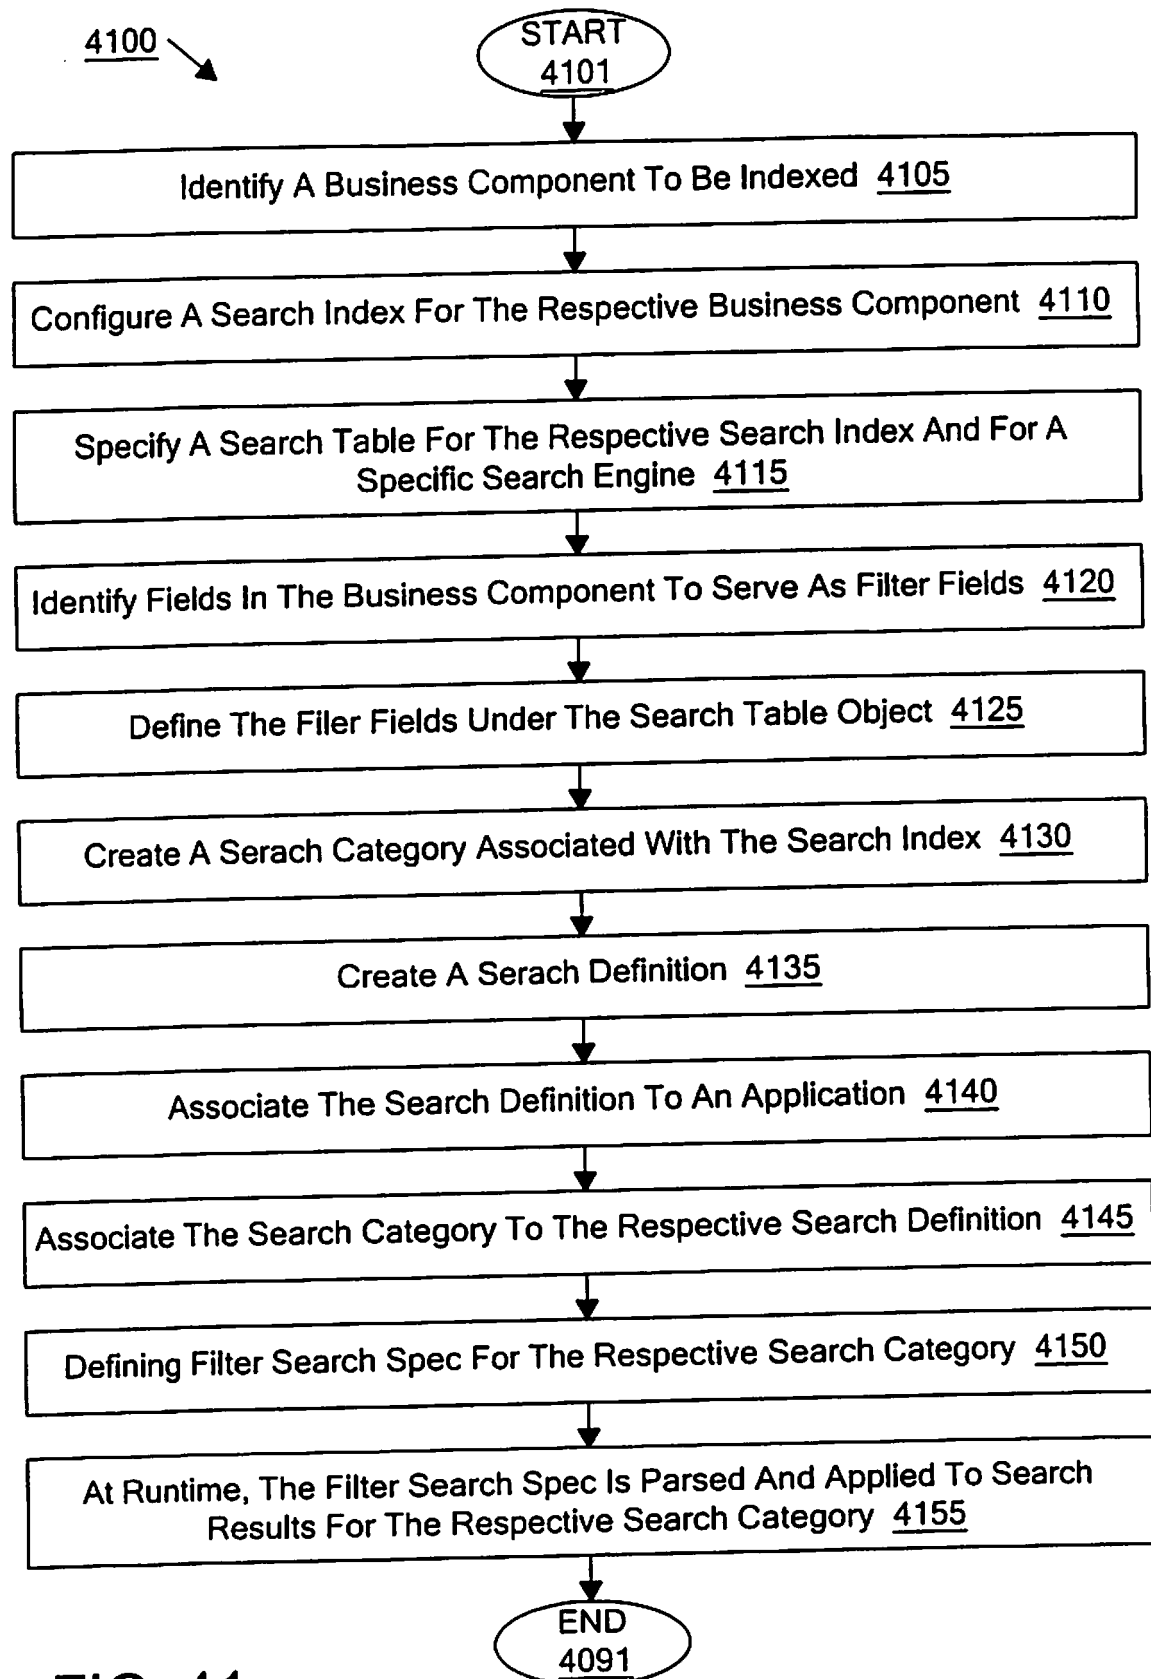 4100
START
4101
Identify A Business Component To Be Indexed 4105
Configure A Search Index For The Respective Business Component 4110
Specify A Search Table For The Respective Search Index And For A
Specific Search Engine 4115
Identify Fields In The Business Component To Serve As Filter Fields 4120
Define The Filer Fields Under The Search Table Object 4125
Create A Serach Category Associated With The Search Index 4130
Create A Serach Definition 4135
Associate The Search Definition To An Application 4140
Associate The Search Category To The Respective Search Definition 4145
Defining Filter Search Spec For The Respective Search Category 4150
At Runtime, The Filter Search Spec Is Parsed And Applied To Search
Results For The Respective Search Category 4155
END
4091